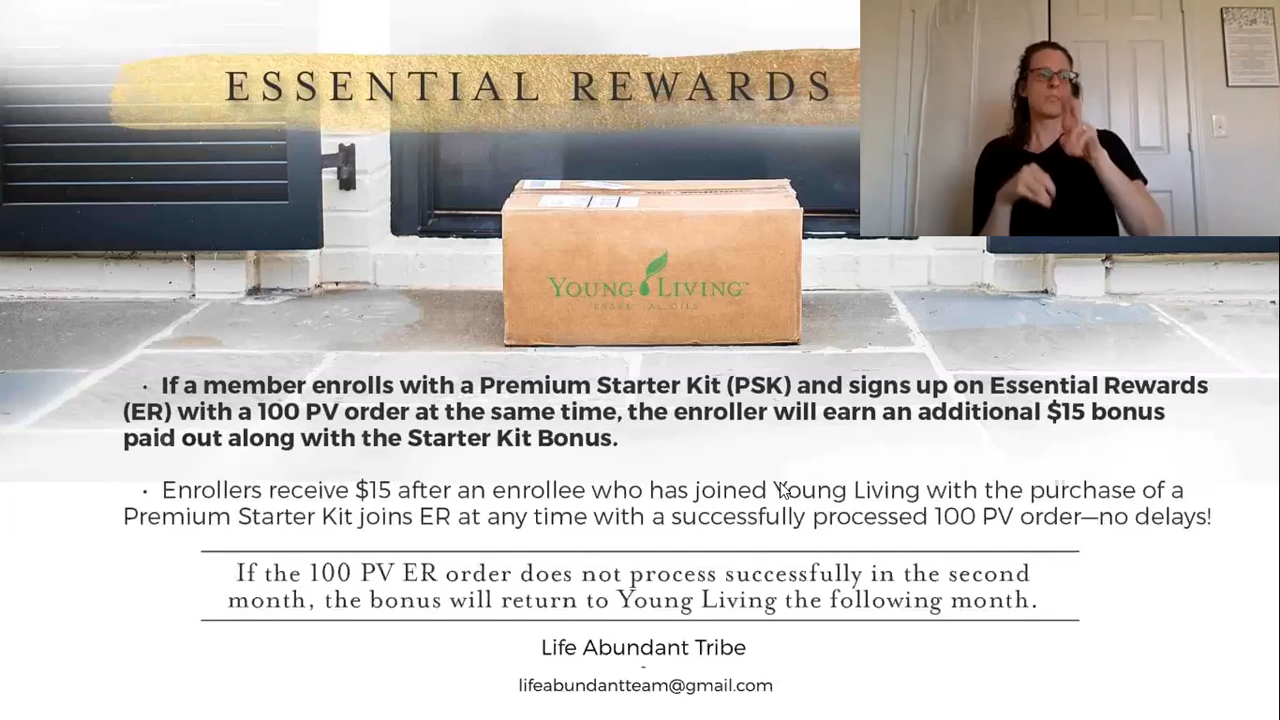 ESSENTIAL REWARDS
YOUNG LIVING
ESSENTIAL OILS
· If a member enrolls with a Premium Starter Kit (PSK) and signs up on Essential Rewards
(ER) with a 100 PV order at the same time, the enroller will earn an additional $15 bonus
paid out along with the Starter Kit Bonus.
· Enrollers receive $15 after an enrollee who has joined Young Living with the purchase of a
Premium Starter Kit joins ER at any time with a successfully processed 100 PV order—no delays!
If the 100 PV ER order does not process successfully in the second
month, the bonus will return to Young Living the following month.
Life Abundant Tribe
-
lifeabundantteam@gmail.com